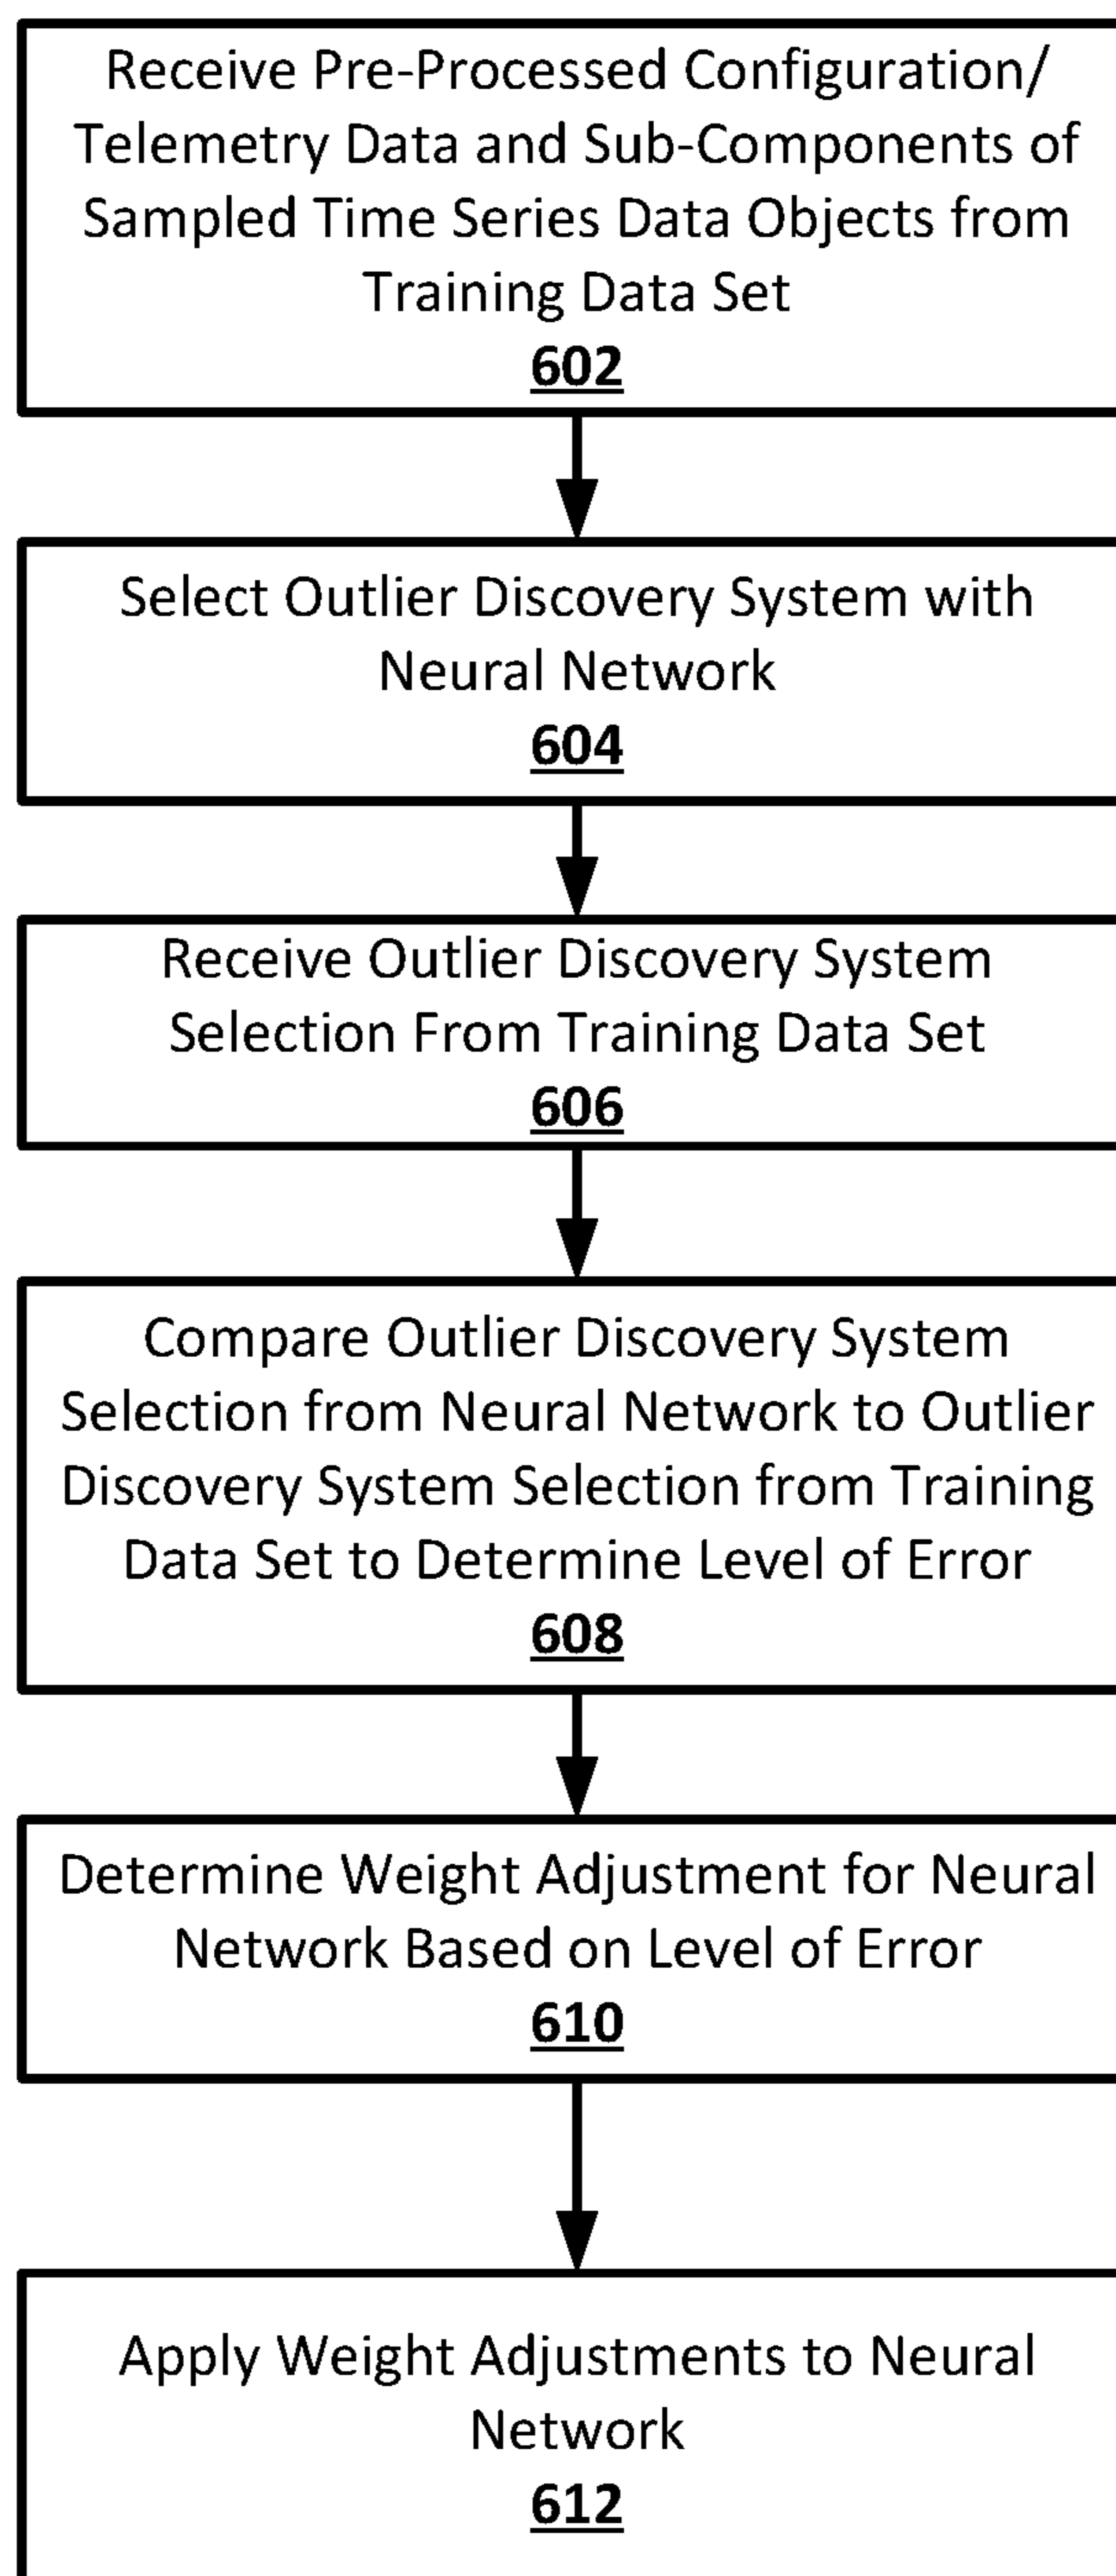 Receive Pre-Processed Configuration/
Telemetry Data and Sub-Components of
Sampled Time Series Data Objects from
Training Data Set
602
Select Outlier Discovery System with
Neural Network
604
Receive Outlier Discovery System
Selection From Training Data Set
606
Compare Outlier Discovery System
Selection from Neural Network to Outlier
Discovery System Selection from Training
Data Set to Determine Level of Error
608
Determine Weight Adjustment for Neural
Network Based on Level of Error
610
Apply Weight Adjustments to Neural
Network
612